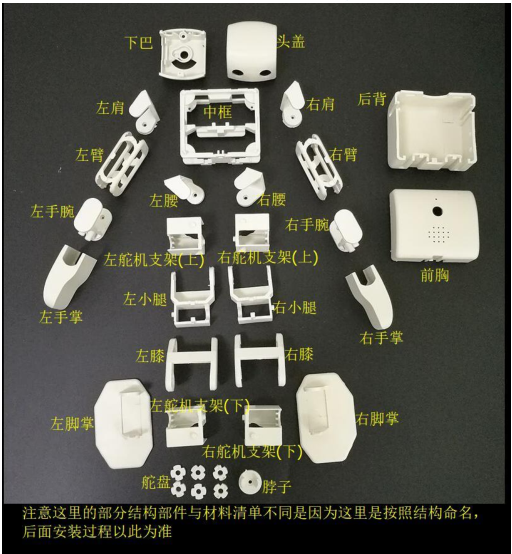 下巴
头盖
左肩
中框
右肩
后背
左臂
右臂
左腰
右腰
左手腕
右手腕
左舵机支架(上)
右舵机支架(上)
前胸
左小腿
右小腿
左手掌
右手掌
左膝
右膝
左舵机支架(下)
左脚掌
右脚掌
右舵机支架(下)
舵盘
脖子
注意这里的部分结构部件与材料清单不同是因为这里是按照结构命名，
后面安装过程以此为准